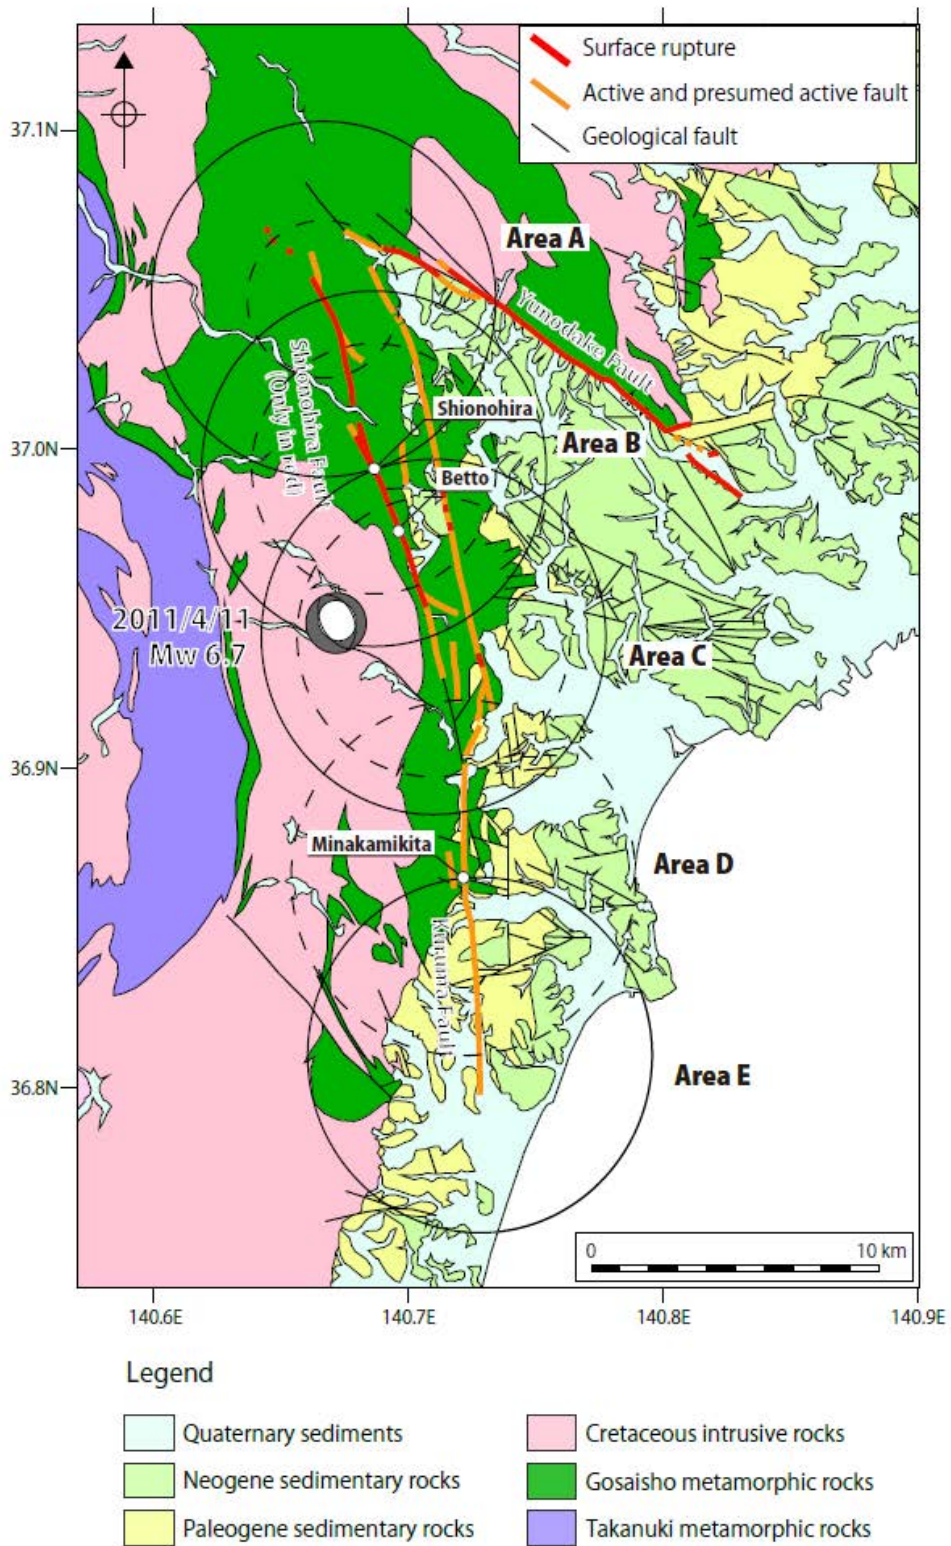 Surface rupture
Active and presumed active fault
Geological fault
37.1N
Area A
Yunodake Fault
Shionohira Fault
(Only in red)
Shionohira
37.0N
Area B
Betto
2011/4/11
Mw 6.7
Area C
36.9N
Minakamikita
Area D
Kuruma Fault
Area E
36.8N
0
10 km
140.6E
140.7E
140.8E
140.9E
Legend
Quaternary sediments
Cretaceous intrusive rocks
Neogene sedimentary rocks
Gosaisho metamorphic rocks
Paleogene sedimentary rocks
Takanuki metamorphic rocks